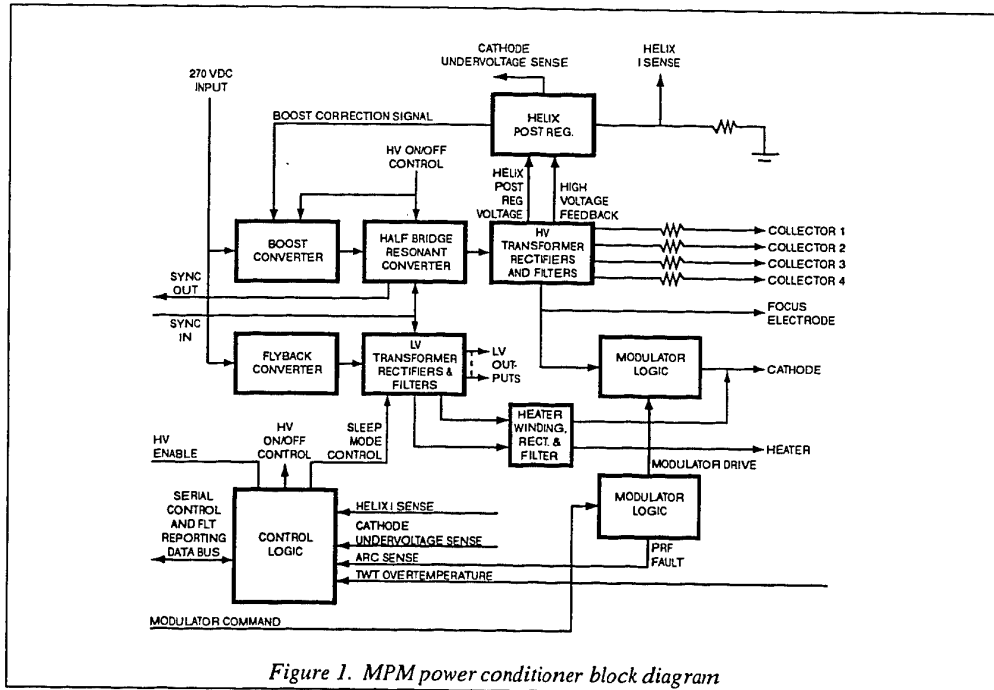 CATHODE
UNDERVOLTAGE SENSE
HELIX
I SENSE
270 VDC
INPUT
BOOST CORRECTION SIGNAL
HELIX
POST REG.
HV ON/OFF
CONTROL
HELIX
POST
REG
VOLTAGE
HIGH
VOLTAGE
FEEDBACK
BOOST
CONVERTER
HALF BRIDGE
RESONANT
CONVERTER
HV
TRANSFORMER
RECTIFIERS
AND FILTERS
COLLECTOR 1
COLLECTOR 2
COLLECTOR 3
COLLECTOR 4
SYNC
OUT
FOCUS
ELECTRODE
SYNC
IN
FLYBACK
CONVERTER
LV
TRANSFORMER
RECTIFIERS
& FILTERS
LV
OUT-
PUTS
MODULATOR
LOGIC
CATHODE
HEATER
WINDING,
RECT. &
FILTER
HEATER
HV
ENABLE
HV
ON/OFF
CONTROL
SLEEP
MODE
CONTROL
MODULATOR DRIVE
MODULATOR
LOGIC
SERIAL
CONTROL
AND FLT
REPORTING
DATA BUS
CONTROL
LOGIC
HELIX I SENSE
CATHODE
UNDERVOLTAGE SENSE
ARC SENSE
PRF
FAULT
TWT OVERTEMPERATURE
MODULATOR COMMAND
Figure 1. MPM power conditioner block diagram